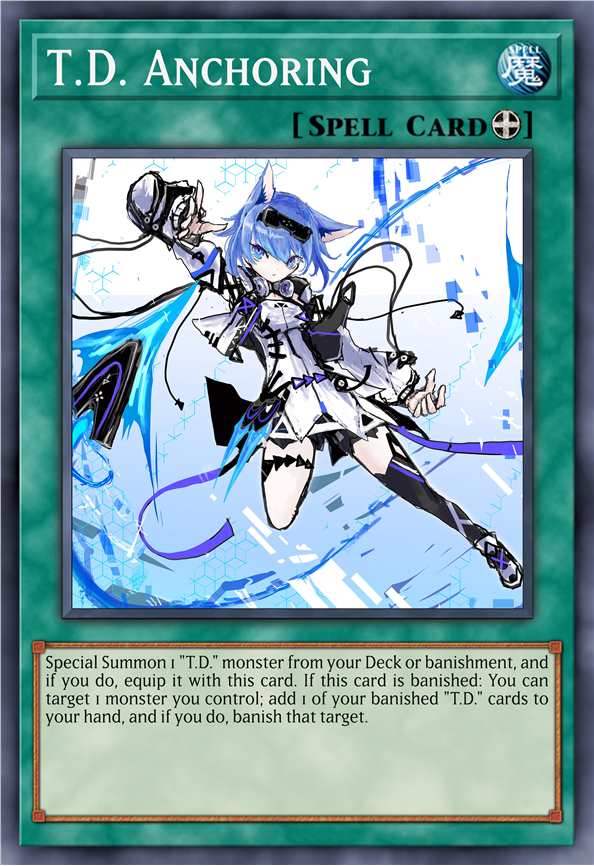 T.D. Anchoring
SPELL
魔
[Spell Card]
Special Summon 1 "T.D." monster from your Deck or banishment, and
if you do, equip it with this card. If this card is banished: You can
target 1 monster you control; add 1 of your banished "T.D." cards to
your hand, and if you do, banish that target.